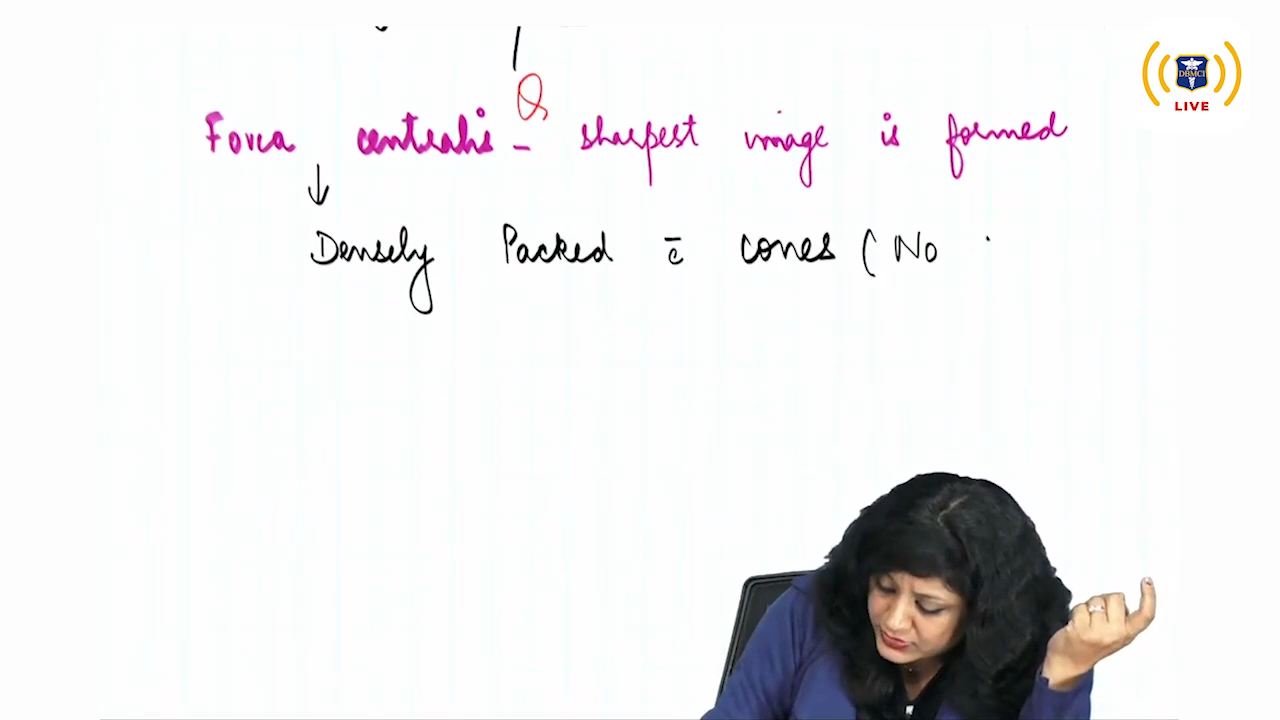 DBMCI
LIVE
Q
Fovea centralis - sharpest image is formed
↓
Densely Packed c̄ cones ( No